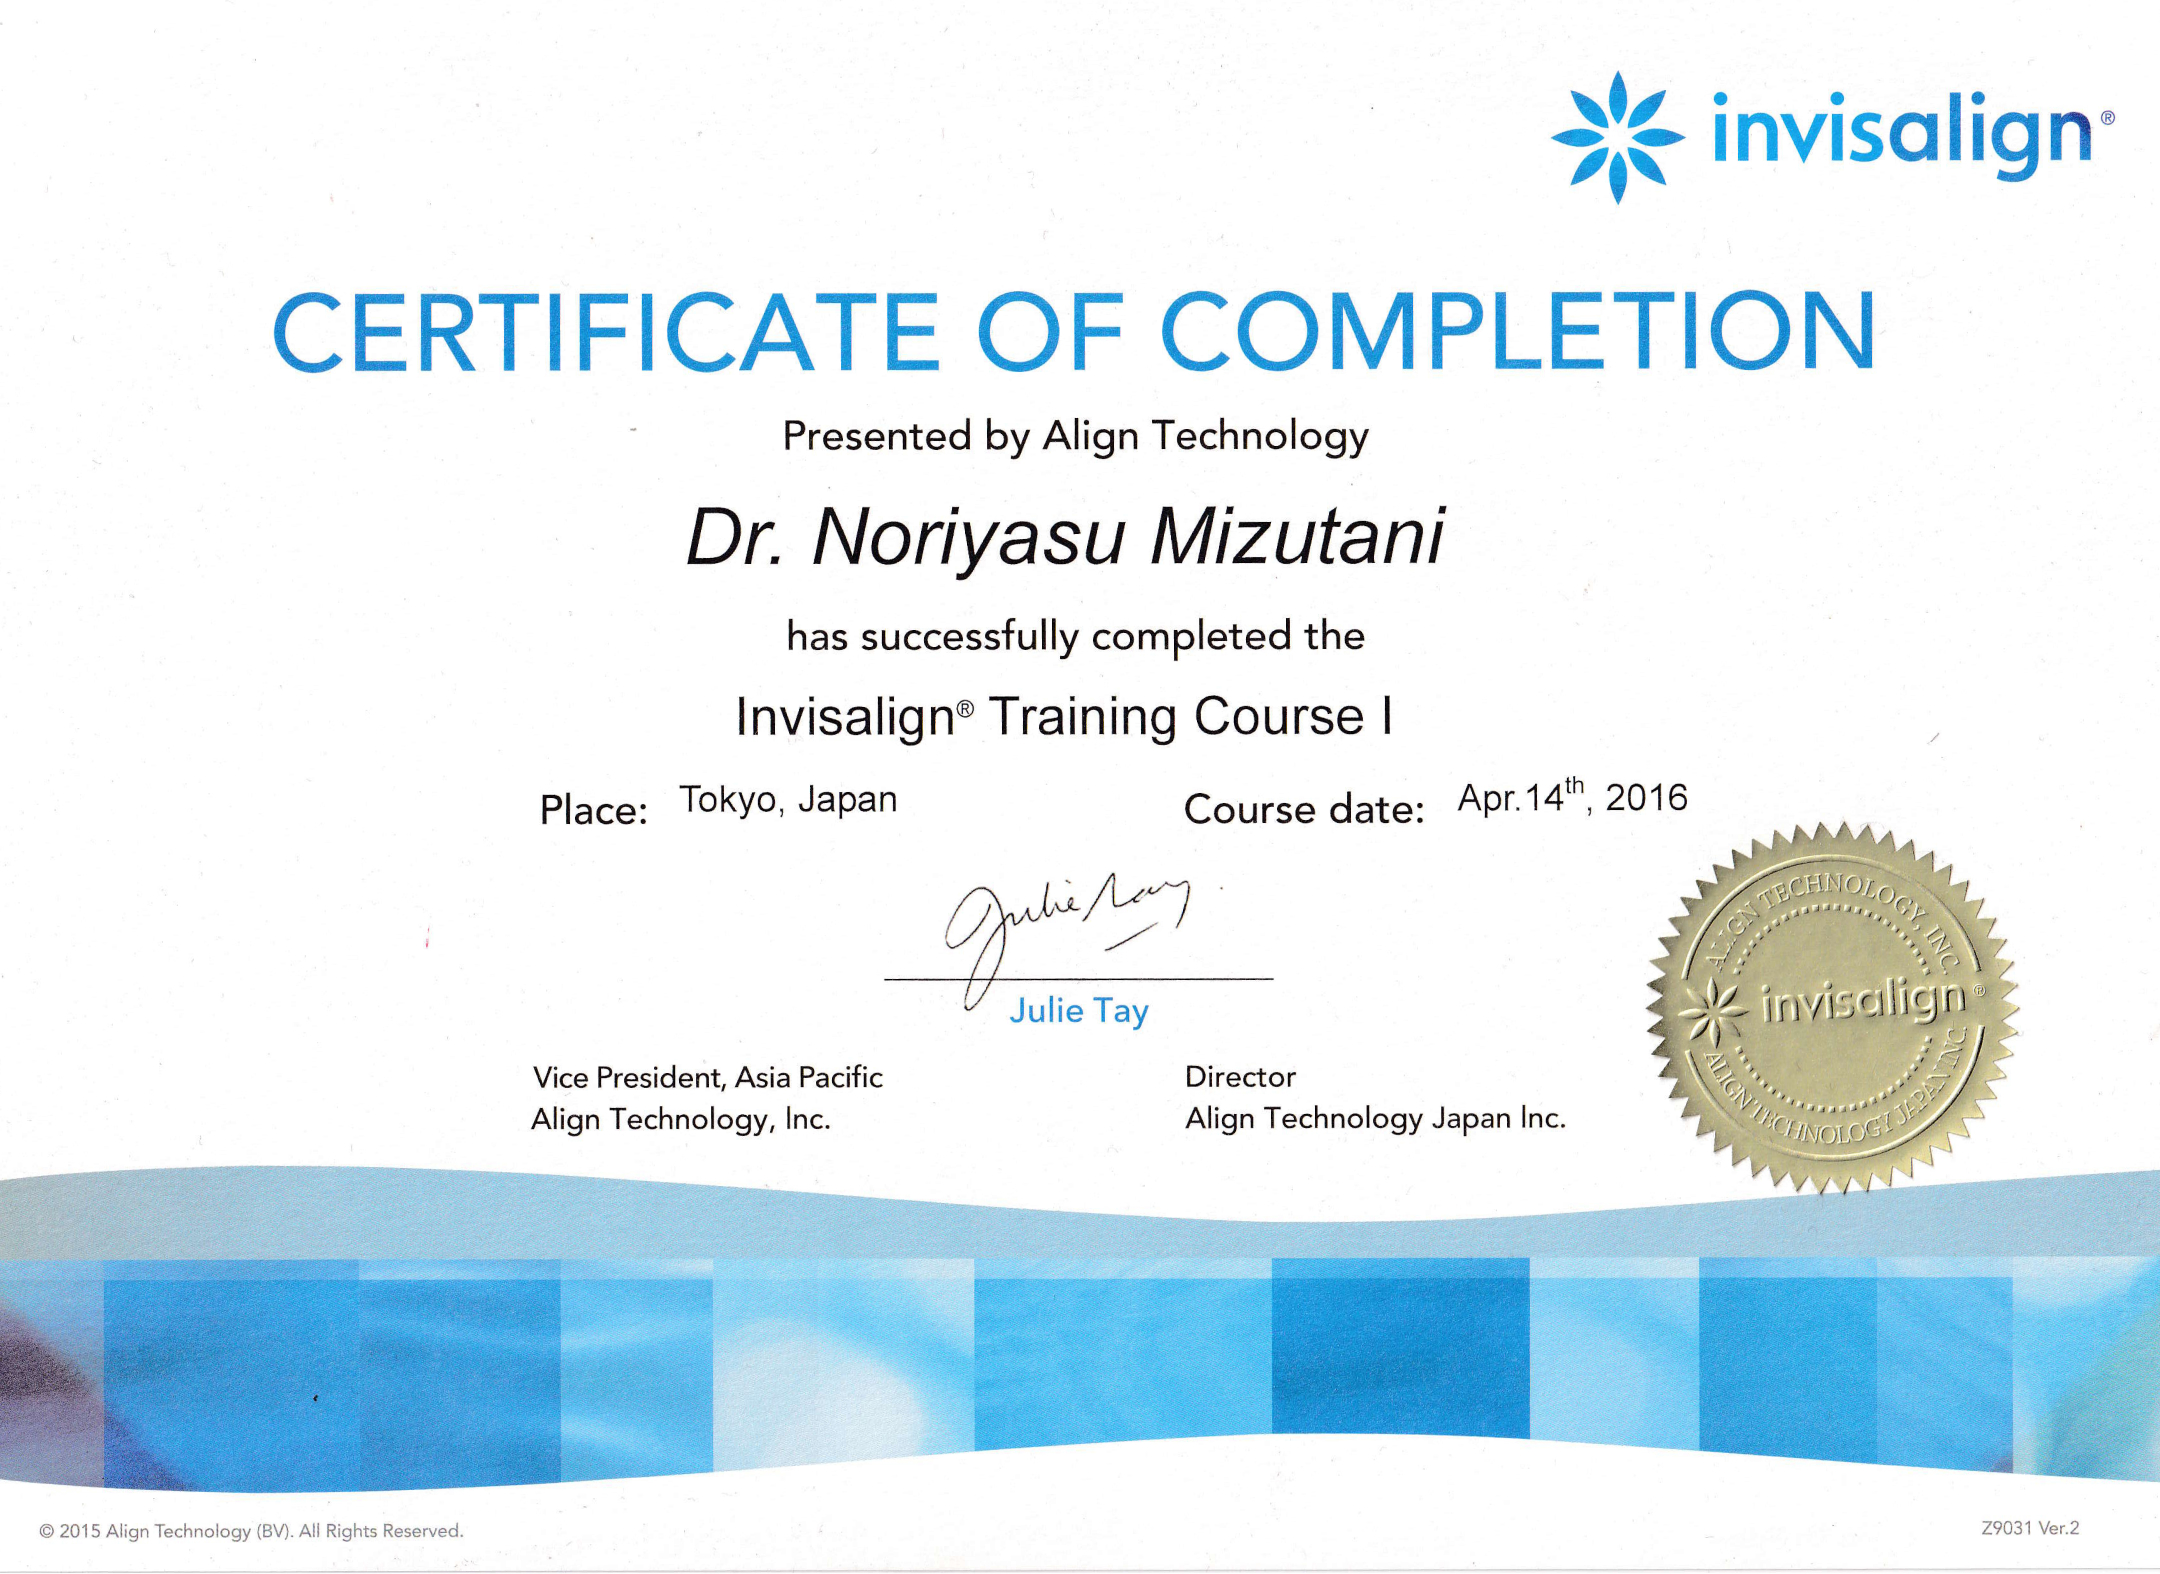 invisalign®
CERTIFICATE OF COMPLETION
Presented by Align Technology
Dr. Noriyasu Mizutani
has successfully completed the
Invisalign® Training Course I
Place: Tokyo, Japan
Course date: Apr.14th, 2016
Julie Tay
Julie Tay
Vice President, Asia Pacific
Align Technology, Inc.
Director
Align Technology Japan Inc.
ALIGN TECHNOLOGY, INC.
invisalign®
ALIGN TECHNOLOGY JAPAN INC.
© 2015 Align Technology (BV). All Rights Reserved.
Z9031 Ver.2